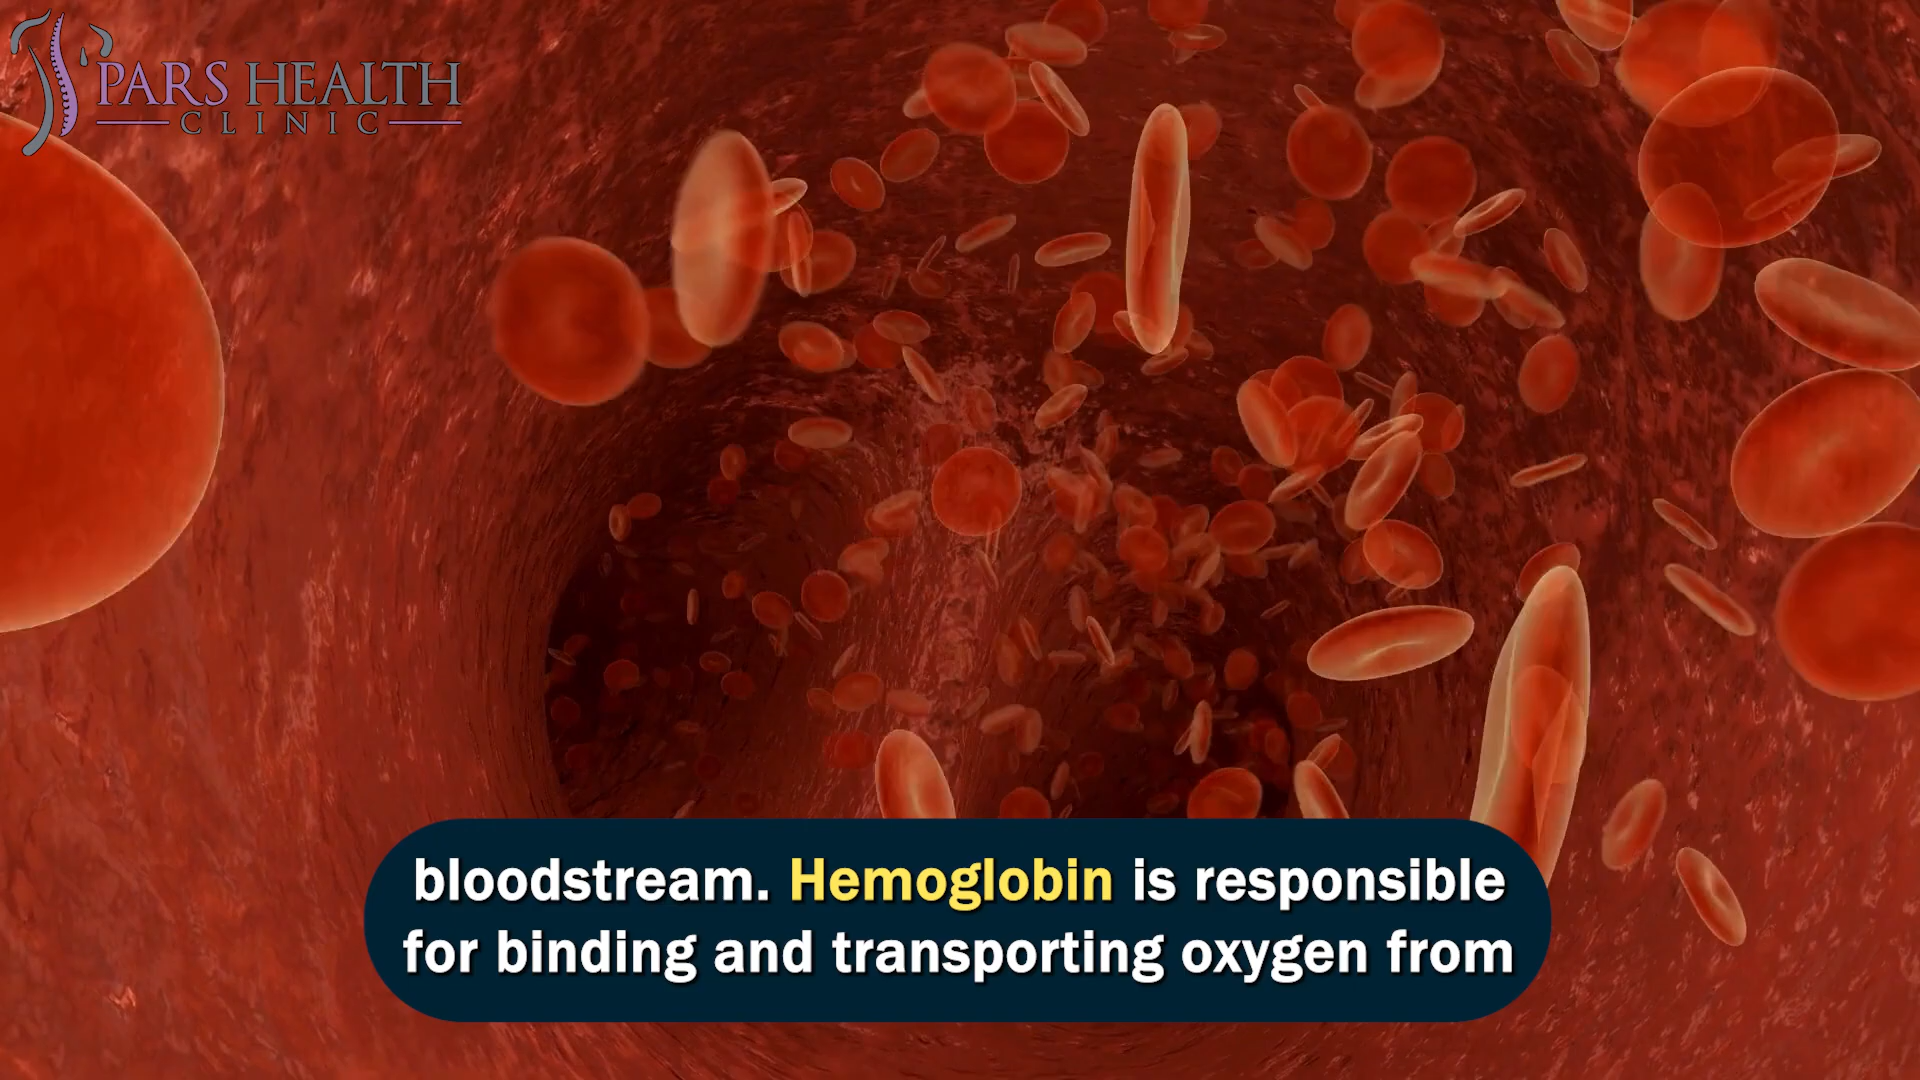 PARS HEALTH
CLINIC
bloodstream. Hemoglobin is responsible
for binding and transporting oxygen from